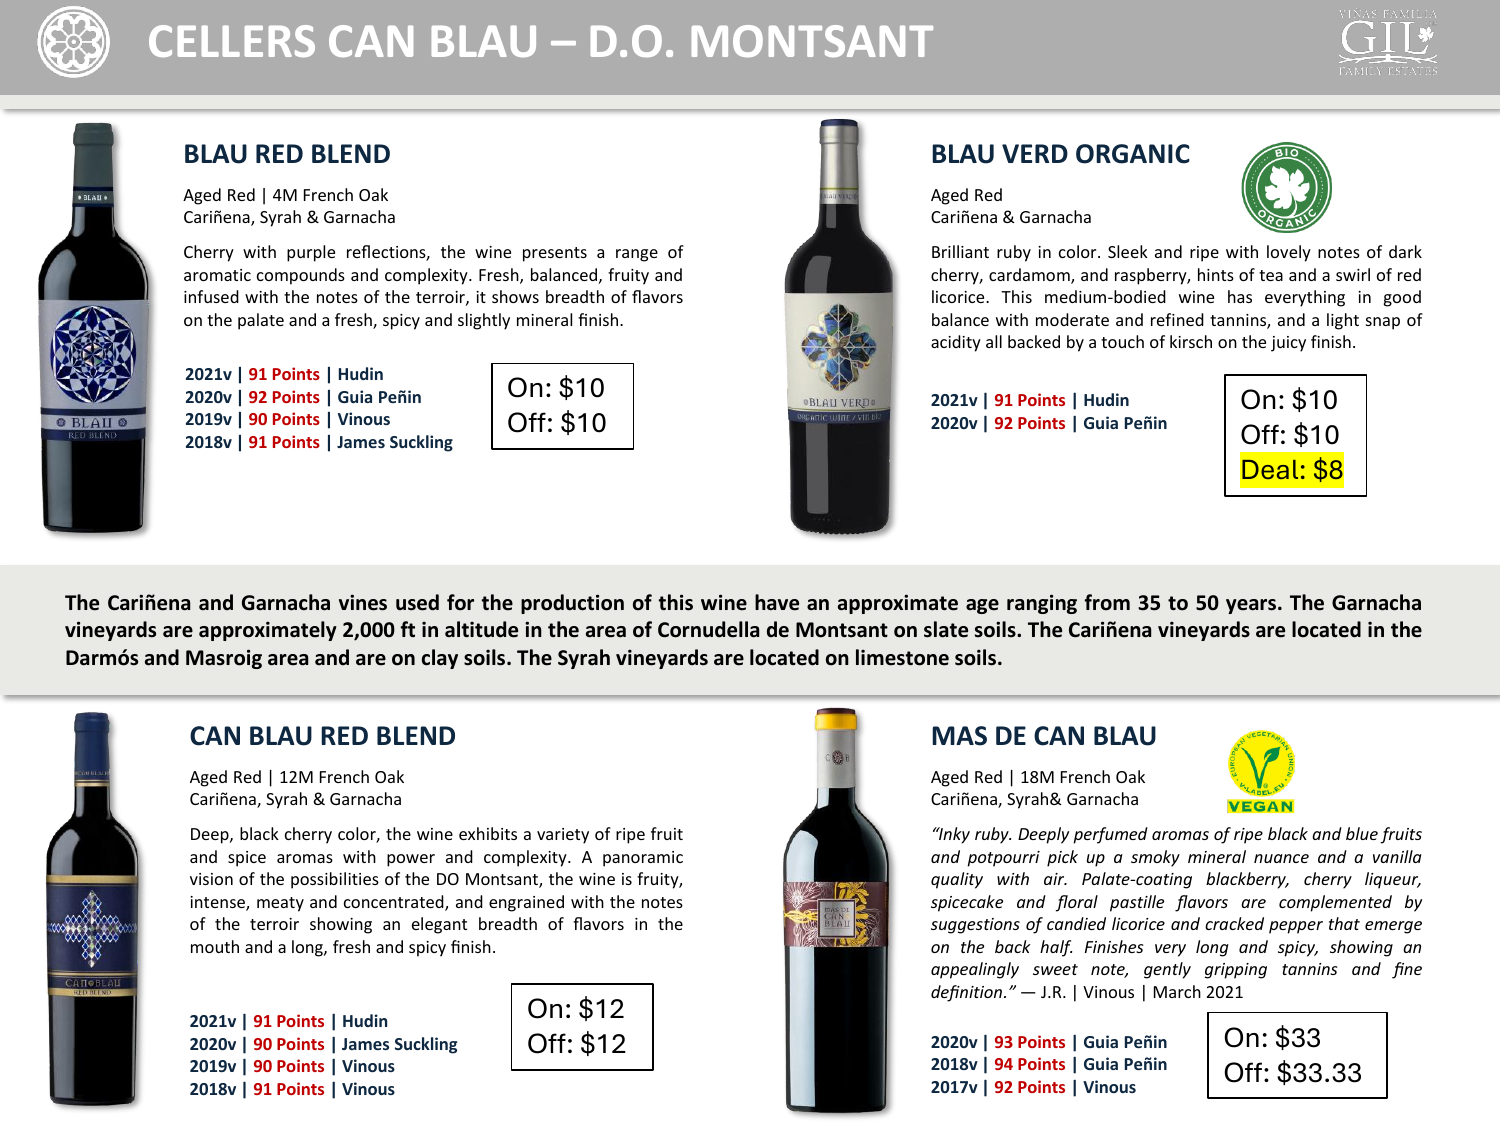 CELLERS CAN BLAU – D.O. MONTSANT
VIÑAS FAMILIA
GIL
FAMILY ESTATES
BLAU RED BLEND
Aged Red | 4M French Oak
Cariñena, Syrah & Garnacha
Cherry with purple reflections, the wine presents a range of
aromatic compounds and complexity. Fresh, balanced, fruity and
infused with the notes of the terroir, it shows breadth of flavors
on the palate and a fresh, spicy and slightly mineral finish.
2021v | 91 Points | Hudin
2020v | 92 Points | Guia Peñin
2019v | 90 Points | Vinous
2018v | 91 Points | James Suckling
On: $10
Off: $10
BLAU
BLAU
RED BLEND
BLAU VERD ORGANIC
BIO
ORGANIC
Aged Red
Cariñena & Garnacha
Brilliant ruby in color. Sleek and ripe with lovely notes of dark
cherry, cardamom, and raspberry, hints of tea and a swirl of red
licorice. This medium-bodied wine has everything in good
balance with moderate and refined tannins, and a light snap of
acidity all backed by a touch of kirsch on the juicy finish.
2021v | 91 Points | Hudin
2020v | 92 Points | Guia Peñin
On: $10
Off: $10
Deal: $8
BLAU VERD
BLAU VERD
ORGANIC WINE / VIN BIO
The Cariñena and Garnacha vines used for the production of this wine have an approximate age ranging from 35 to 50 years. The Garnacha
vineyards are approximately 2,000 ft in altitude in the area of Cornudella de Montsant on slate soils. The Cariñena vineyards are located in the
Darmós and Masroig area and are on clay soils. The Syrah vineyards are located on limestone soils.
CAN BLAU RED BLEND
Aged Red | 12M French Oak
Cariñena, Syrah & Garnacha
Deep, black cherry color, the wine exhibits a variety of ripe fruit
and spice aromas with power and complexity. A panoramic
vision of the possibilities of the DO Montsant, the wine is fruity,
intense, meaty and concentrated, and engrained with the notes
of the terroir showing an elegant breadth of flavors in the
mouth and a long, fresh and spicy finish.
2021v | 91 Points | Hudin
2020v | 90 Points | James Suckling
2019v | 90 Points | Vinous
2018v | 91 Points | Vinous
On: $12
Off: $12
CAN BLAU
RED BLEND
MAS DE CAN BLAU
EUROPEAN VEGETARIAN UNION
V-LABEL.EU
VEGAN
Aged Red | 18M French Oak
Cariñena, Syrah& Garnacha
“Inky ruby. Deeply perfumed aromas of ripe black and blue fruits
and potpourri pick up a smoky mineral nuance and a vanilla
quality with air. Palate-coating blackberry, cherry liqueur,
spicecake and floral pastille flavors are complemented by
suggestions of candied licorice and cracked pepper that emerge
on the back half. Finishes very long and spicy, showing an
appealingly sweet note, gently gripping tannins and fine
definition.” — J.R. | Vinous | March 2021
2020v | 93 Points | Guia Peñin
2018v | 94 Points | Guia Peñin
2017v | 92 Points | Vinous
On: $33
Off: $33.33
C B
MAS DE
CAN
BLAU